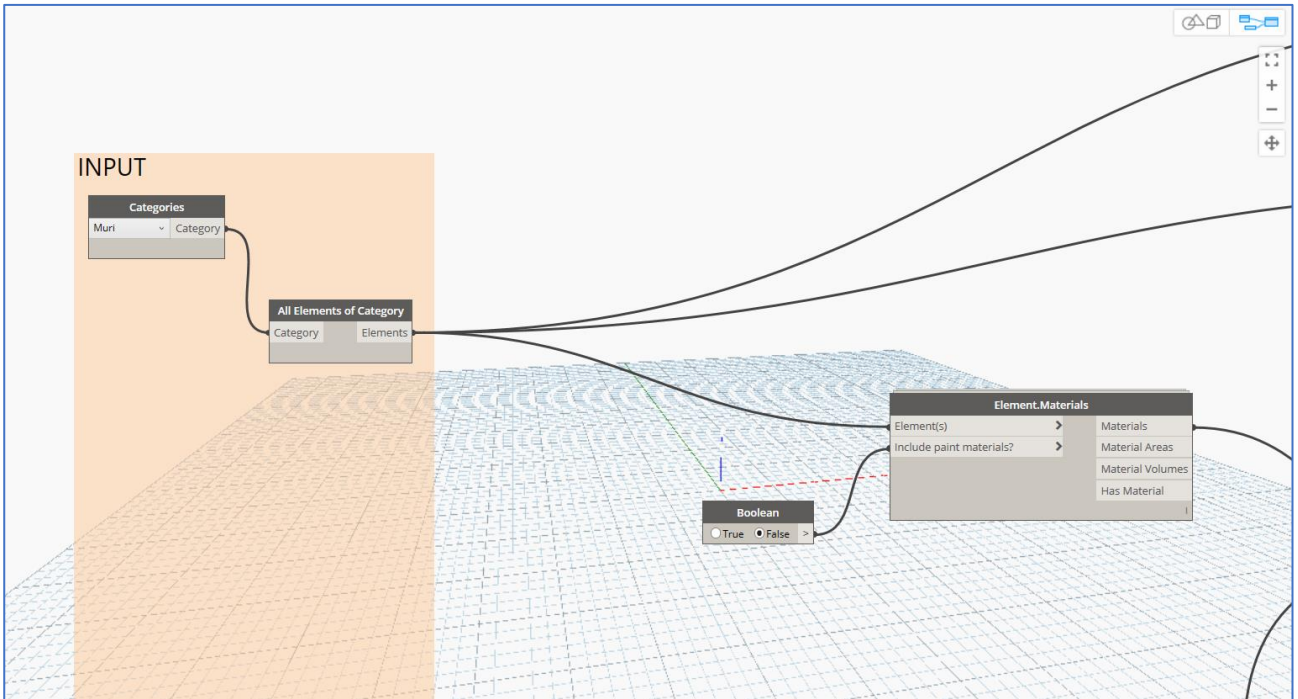 INPUT
Categories
Muri Category
All Elements of Category
Category Elements
Element.Materials
Element(s) > Materials
Include paint materials? > Material Areas
Material Volumes
Has Material
Boolean
True False >